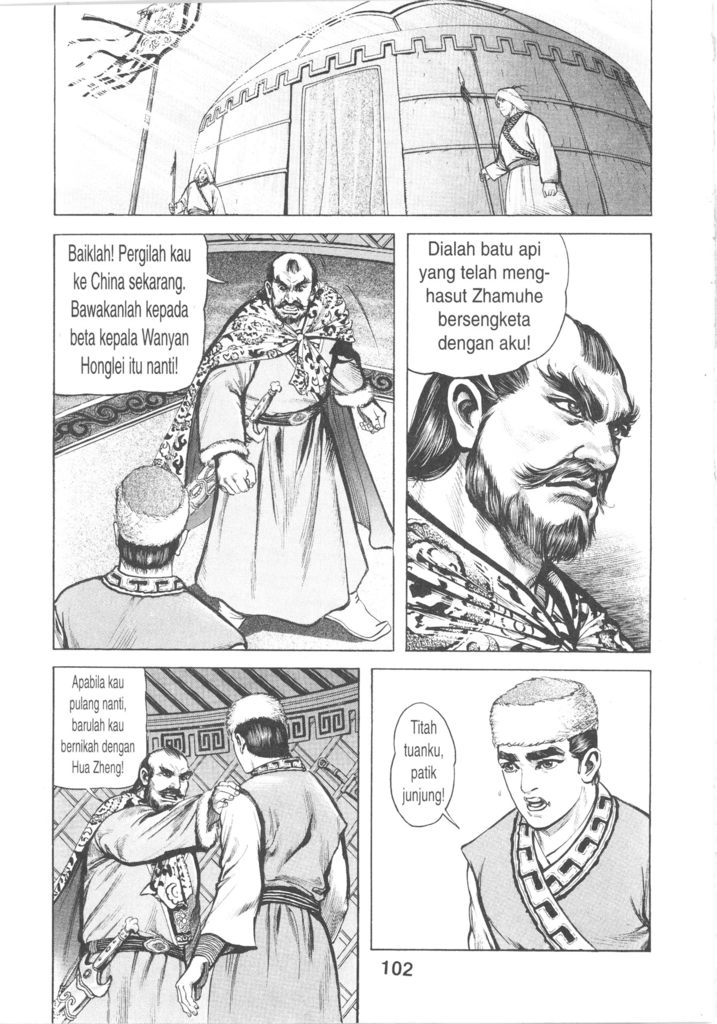 Baiklah! Pergilah kau
ke China sekarang.
Bawakanlah kepada
beta kepala Wanyan
Honglei itu nanti!
Dialah batu api
yang telah meng-
hasut Zhamuhe
bersengketa
dengan aku!
Apabila kau
pulang nanti,
barulah kau
bernikah dengan
Hua Zheng!
Titah
tuanku,
patik
junjung!
102